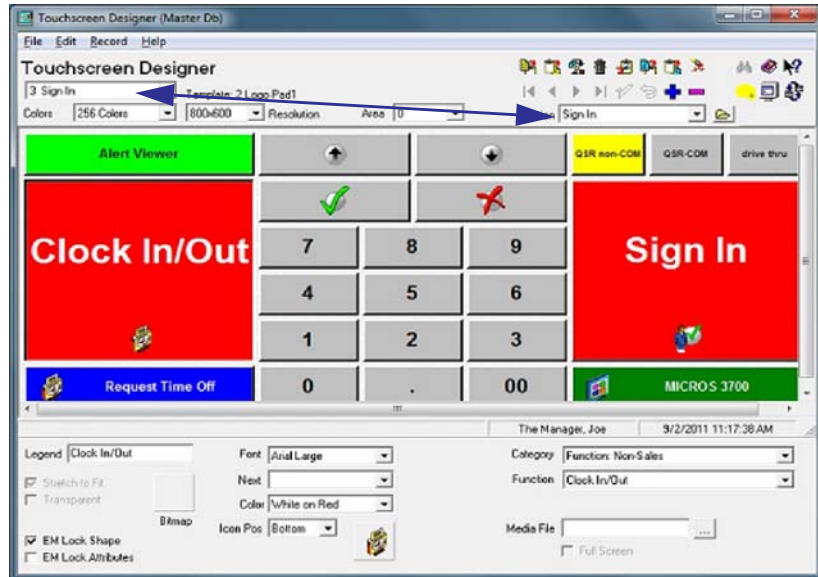 Touchscreen Designer (Master Db)
File Edit Record Help
Touchscreen Designer
3 Sign In Template: 2 Logo Pad1
Colors 256 Colors 800x600 Resolution Area 0 Sign In
Alert Viewer QSR non-COM QSR-COM drive thru
Clock In/Out 7 8 9 Sign In
4 5 6
1 2 3
Request Time Off 0 . 00 MICROS 3700
The Manager, Joe 9/2/2011 11:17:38 AM
Legend Clock In/Out Font Arial Large Category Function: Non-Sales
Stretch to Fit Next Function Clock In/Out
Transparent Color White on Red
Bitmap Icon Pos Bottom Media File ...
EM Lock Shape Full Screen
EM Lock Attributes